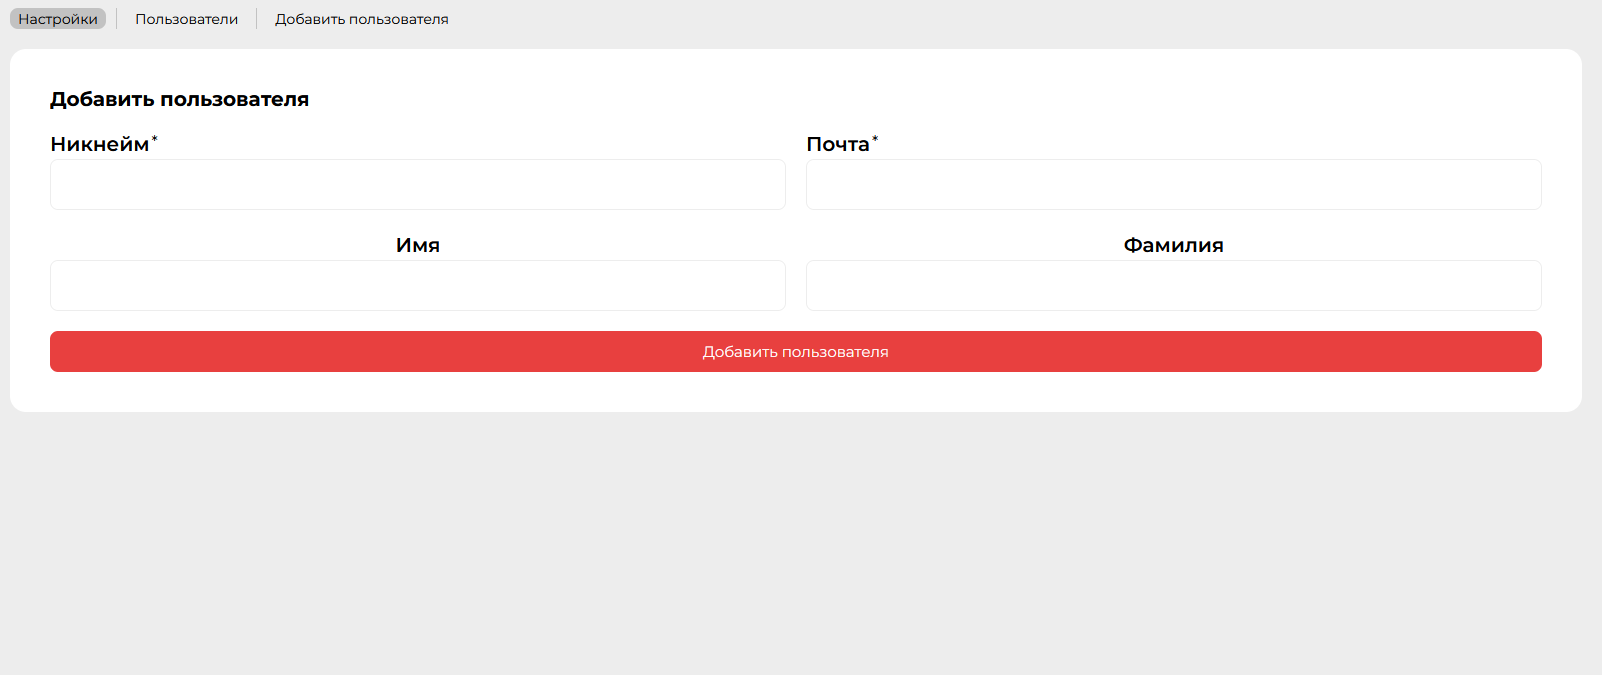 Настройки Пользователи Добавить пользователя
Добавить пользователя
Никнейм* Почта*
Имя Фамилия
Добавить пользователя